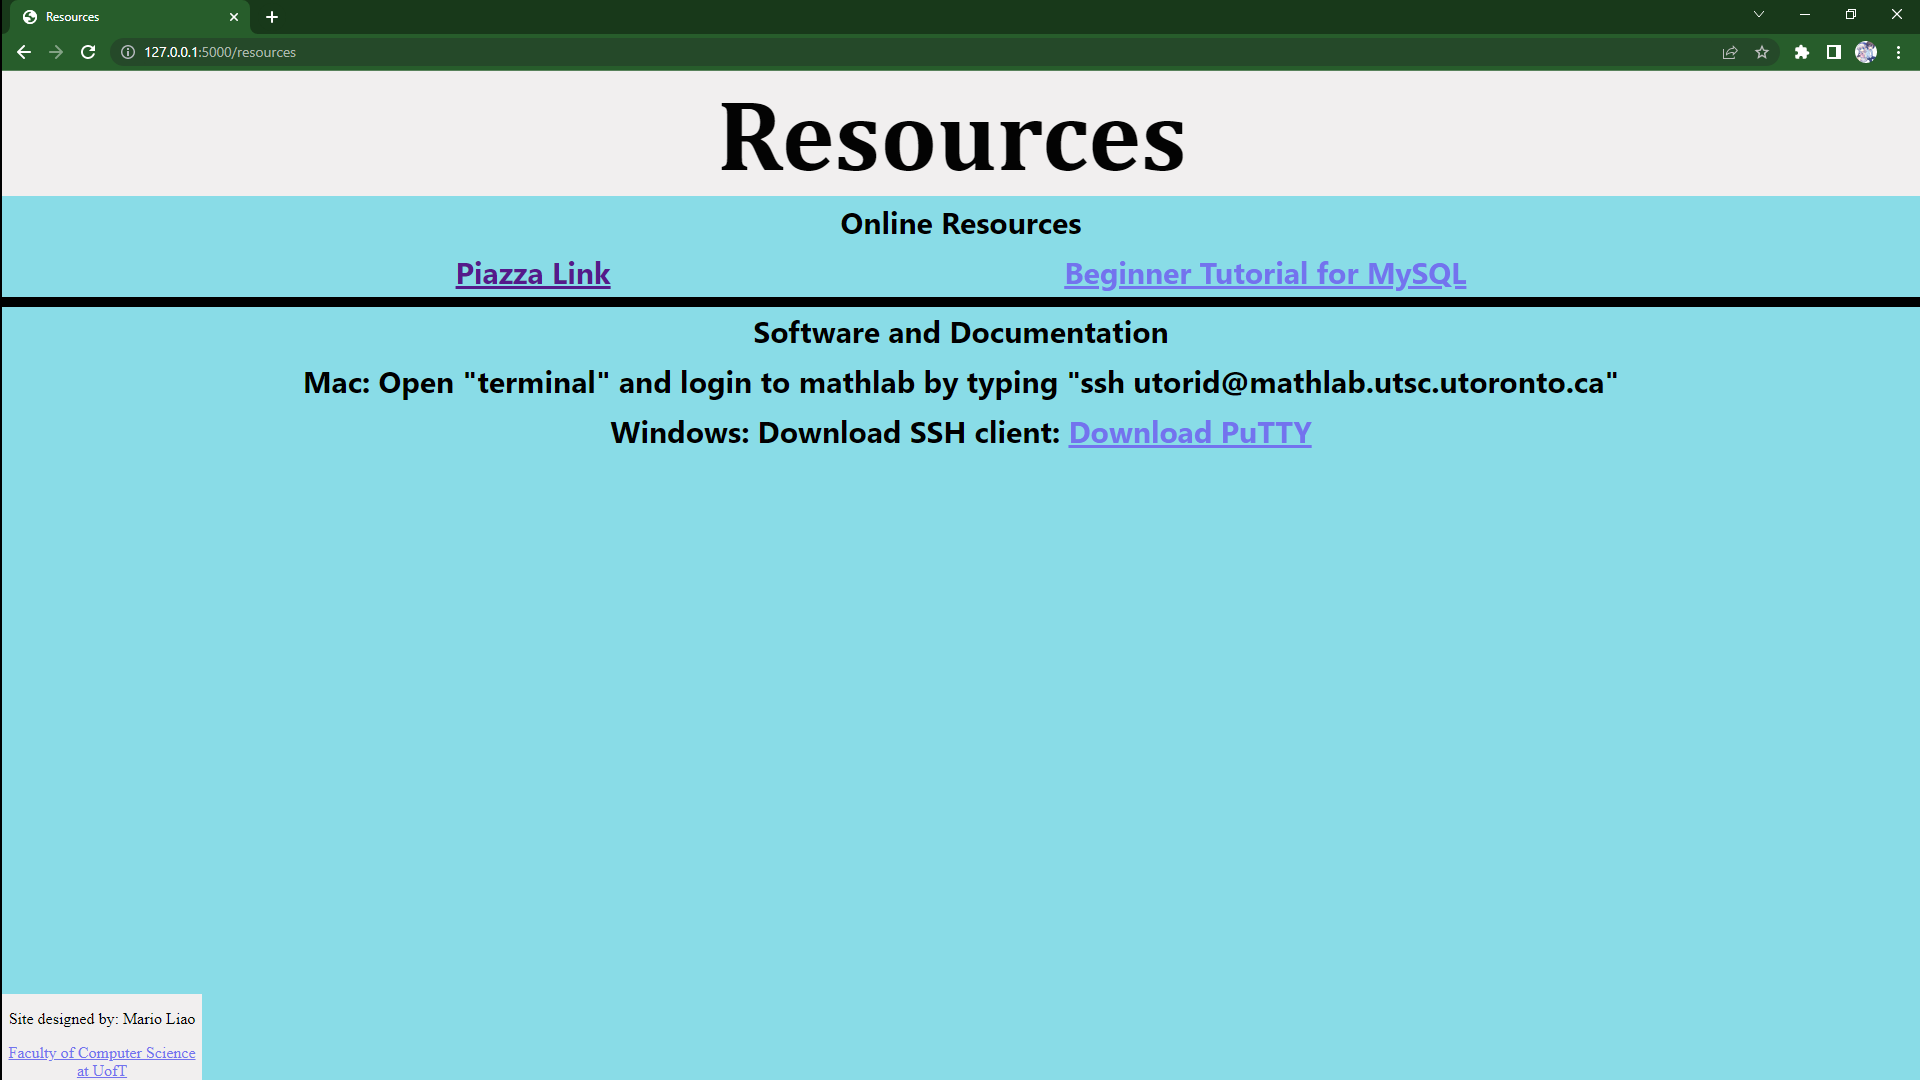 Resources
127.0.0.1:5000/resources
Resources
Online Resources
Piazza Link
Beginner Tutorial for MySQL
Software and Documentation
Mac: Open "terminal" and login to mathlab by typing "ssh utorid@mathlab.utsc.utoronto.ca"
Windows: Download SSH client: Download PuTTY
Site designed by: Mario Liao
Faculty of Computer Science
at UofT